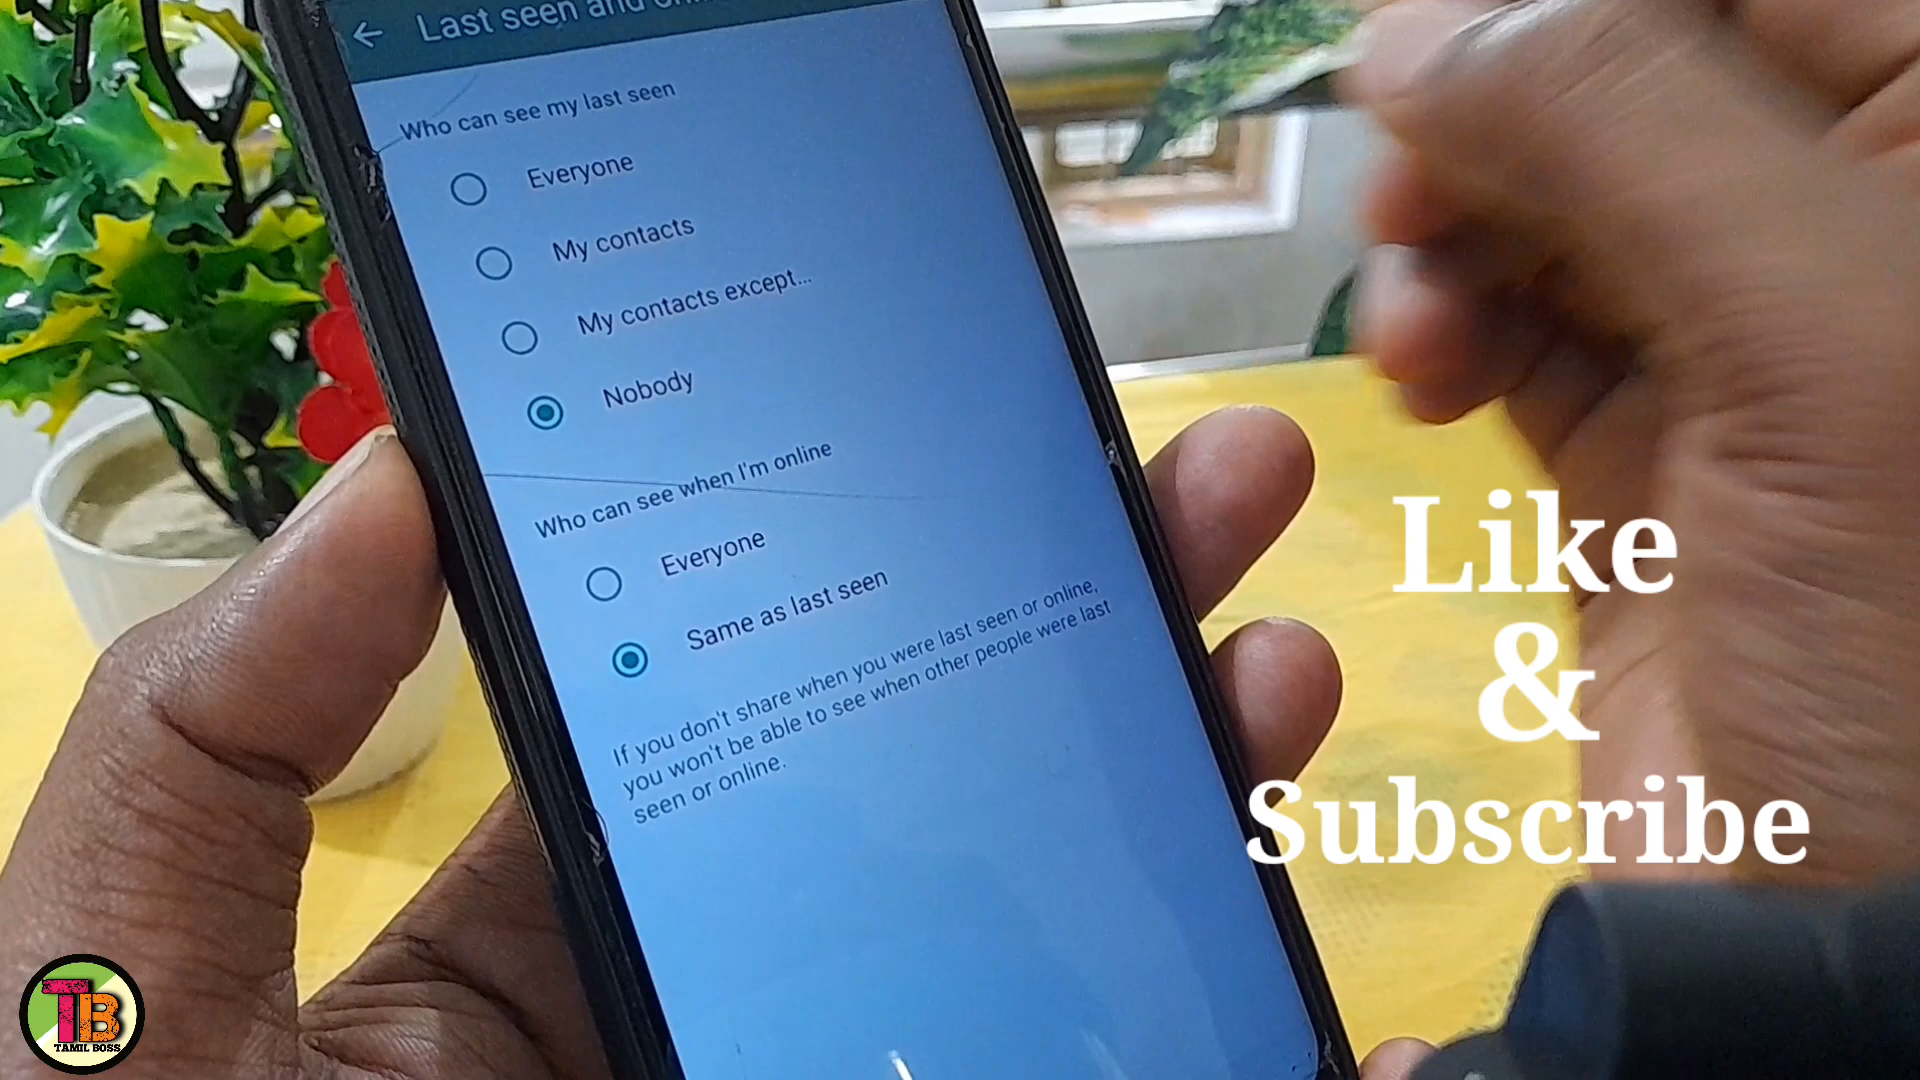 Last seen and
Who can see my last seen
Everyone
My contacts
My contacts except...
Nobody
Who can see when I'm online
Everyone
Same as last seen
If you don't share when you were last seen or online,
you won't be able to see when other people were last
seen or online.
Like
&
Subscribe
TB
TAMIL BOSS